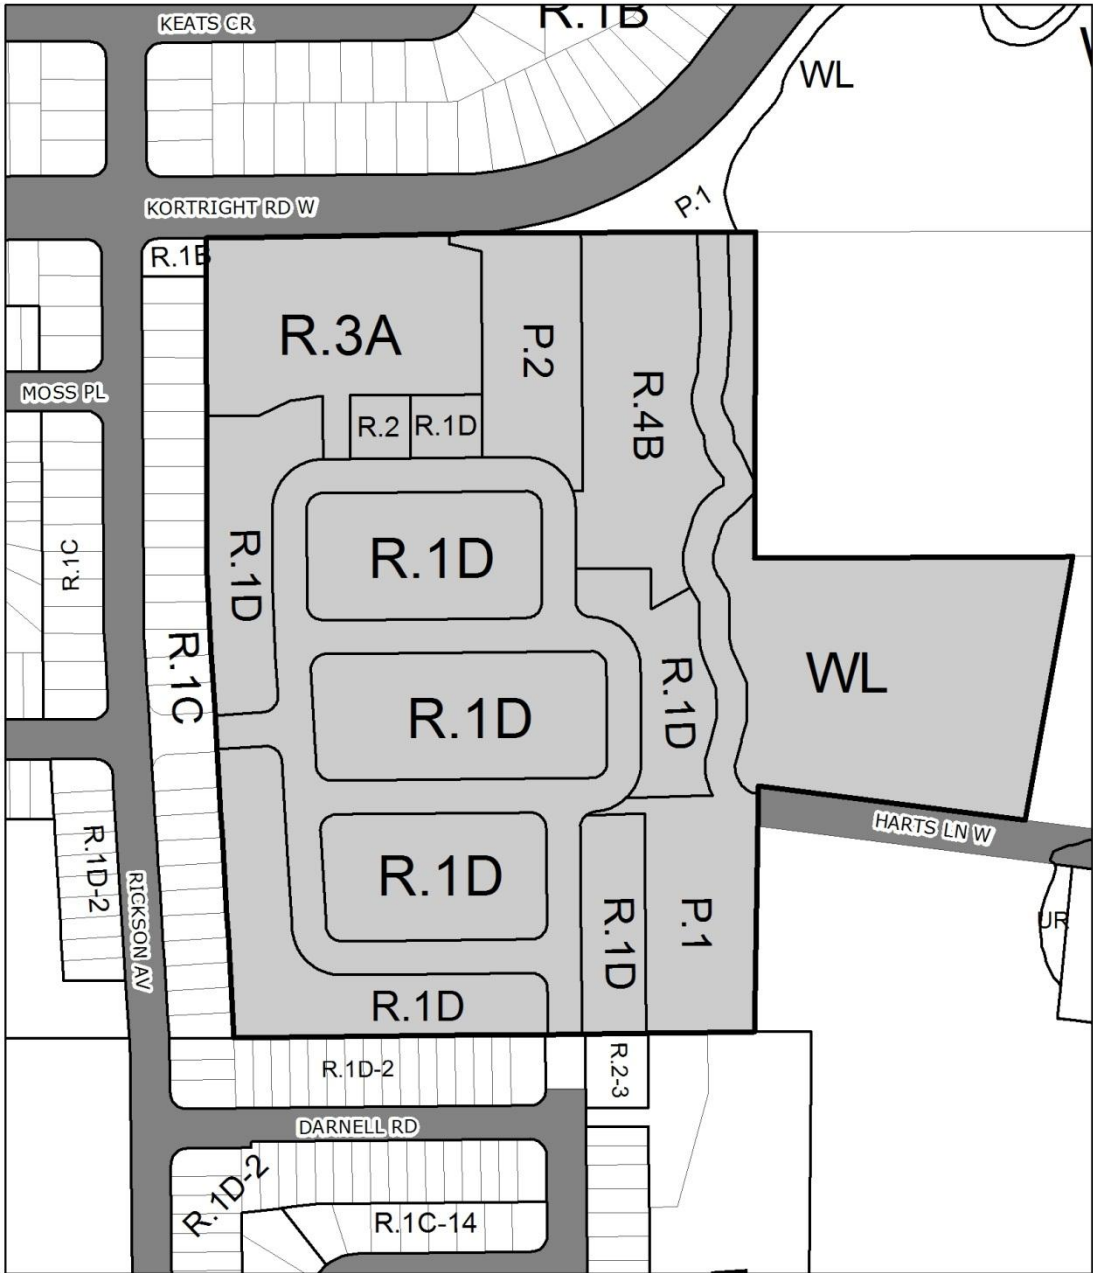 KEATS CR
R.1B
WL
KORTRIGHT RD W
P.1
R.1B
R.3A
P.2
R.4B
MOSS PL
R.2
R.1D
R.1C
R.1D
R.1D
R.1C
R.1D
R.1D
WL
R.1D-2
RICKSON AV
R.1D
R.1D
P.1
HARTS LN W
UR
R.1D
R.1D-2
R.2-3
DARNELL RD
R.1D-2
R.1C-14